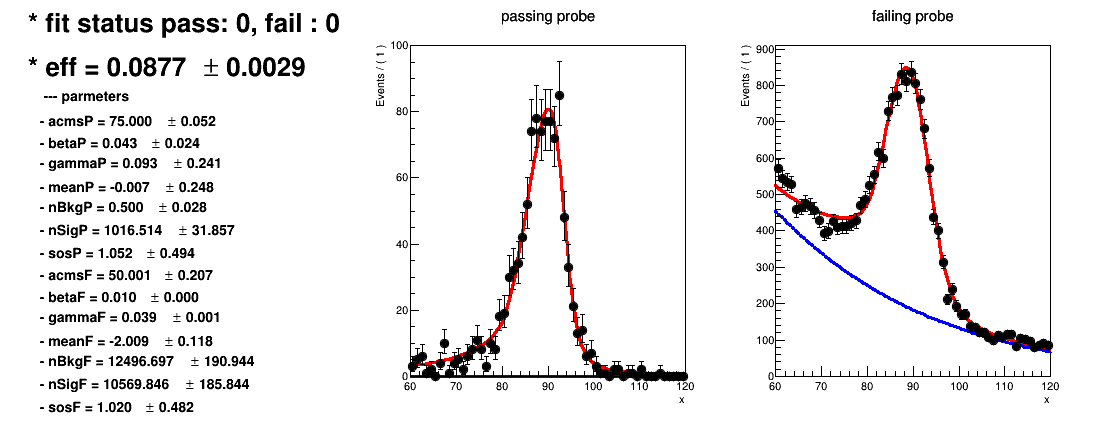 * fit status pass: 0, fail : 0
* eff = 0.0877 ± 0.0029
--- parmeters
- acmsP = 75.000 ± 0.052
- betaP = 0.043 ± 0.024
- gammaP = 0.093 ± 0.241
- meanP = -0.007 ± 0.248
- nBkgP = 0.500 ± 0.028
- nSigP = 1016.514 ± 31.857
- sosP = 1.052 ± 0.494
- acmsF = 50.001 ± 0.207
- betaF = 0.010 ± 0.000
- gammaF = 0.039 ± 0.001
- meanF = -2.009 ± 0.118
- nBkgF = 12496.697 ± 190.944
- nSigF = 10569.846 ± 185.844
- sosF = 1.020 ± 0.482
passing probe
Events / ( 1 )
100
80
60
40
20
0
60 70 80 90 100 110 120
x
failing probe
Events / ( 1 )
900
800
700
600
500
400
300
200
100
0
60 70 80 90 100 110 120
x